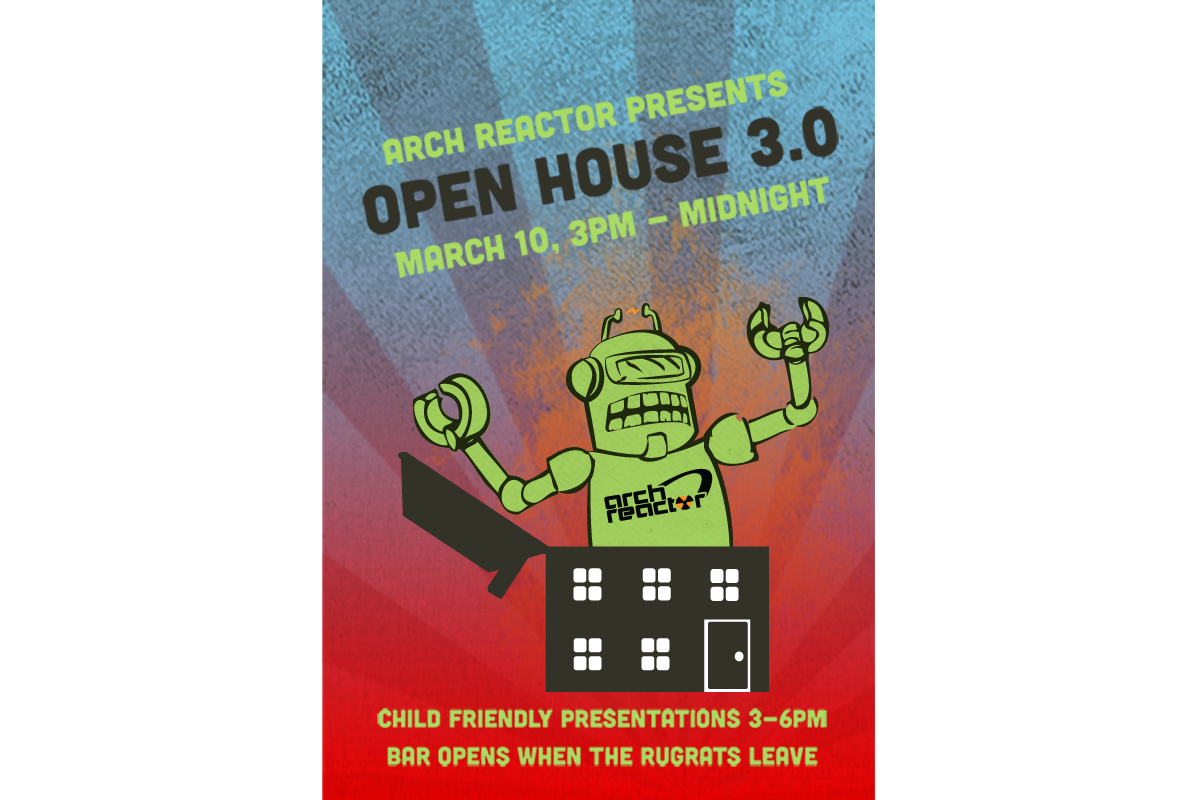 ARCH REACTOR PRESENTS
OPEN HOUSE 3.0
MARCH 10, 3PM – MIDNIGHT
arch
reactor
CHILD FRIENDLY PRESENTATIONS 3–6PM
BAR OPENS WHEN THE RUGRATS LEAVE